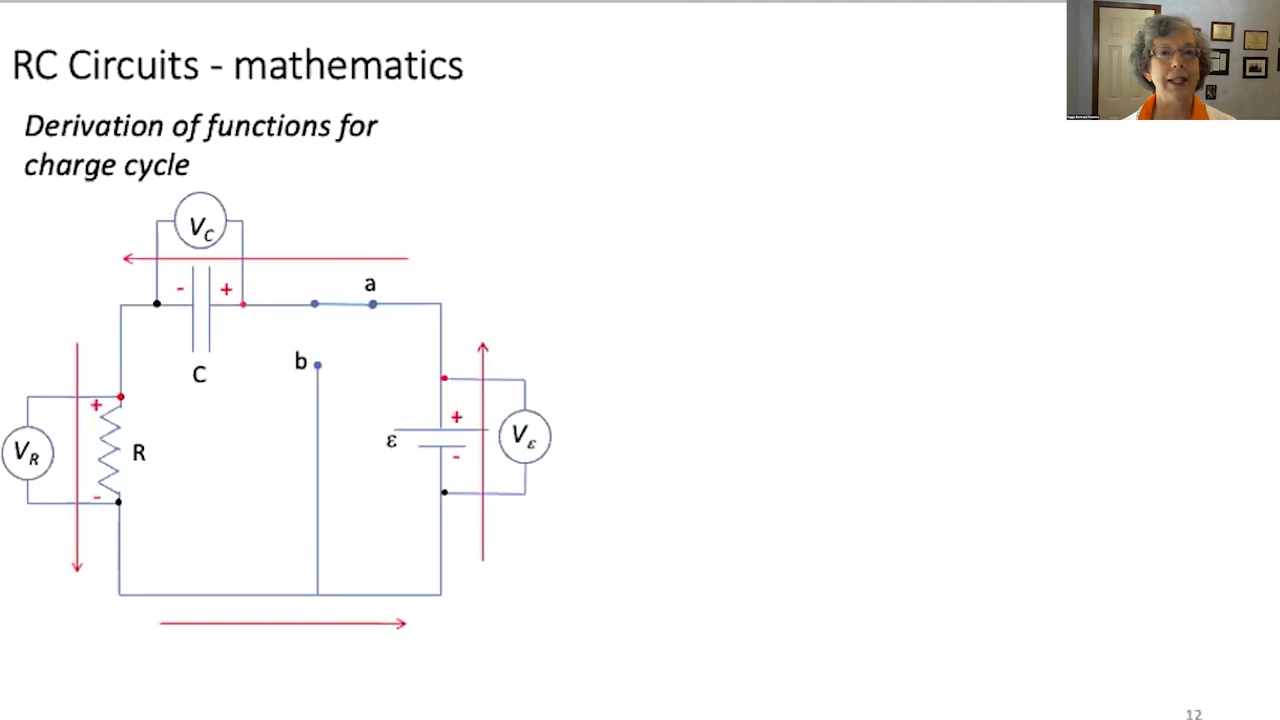 RC Circuits - mathematics
Derivation of functions for
charge cycle
V_C
a
- +
C
b
+
V_R
R
-
ε
+
-
V_ε
12